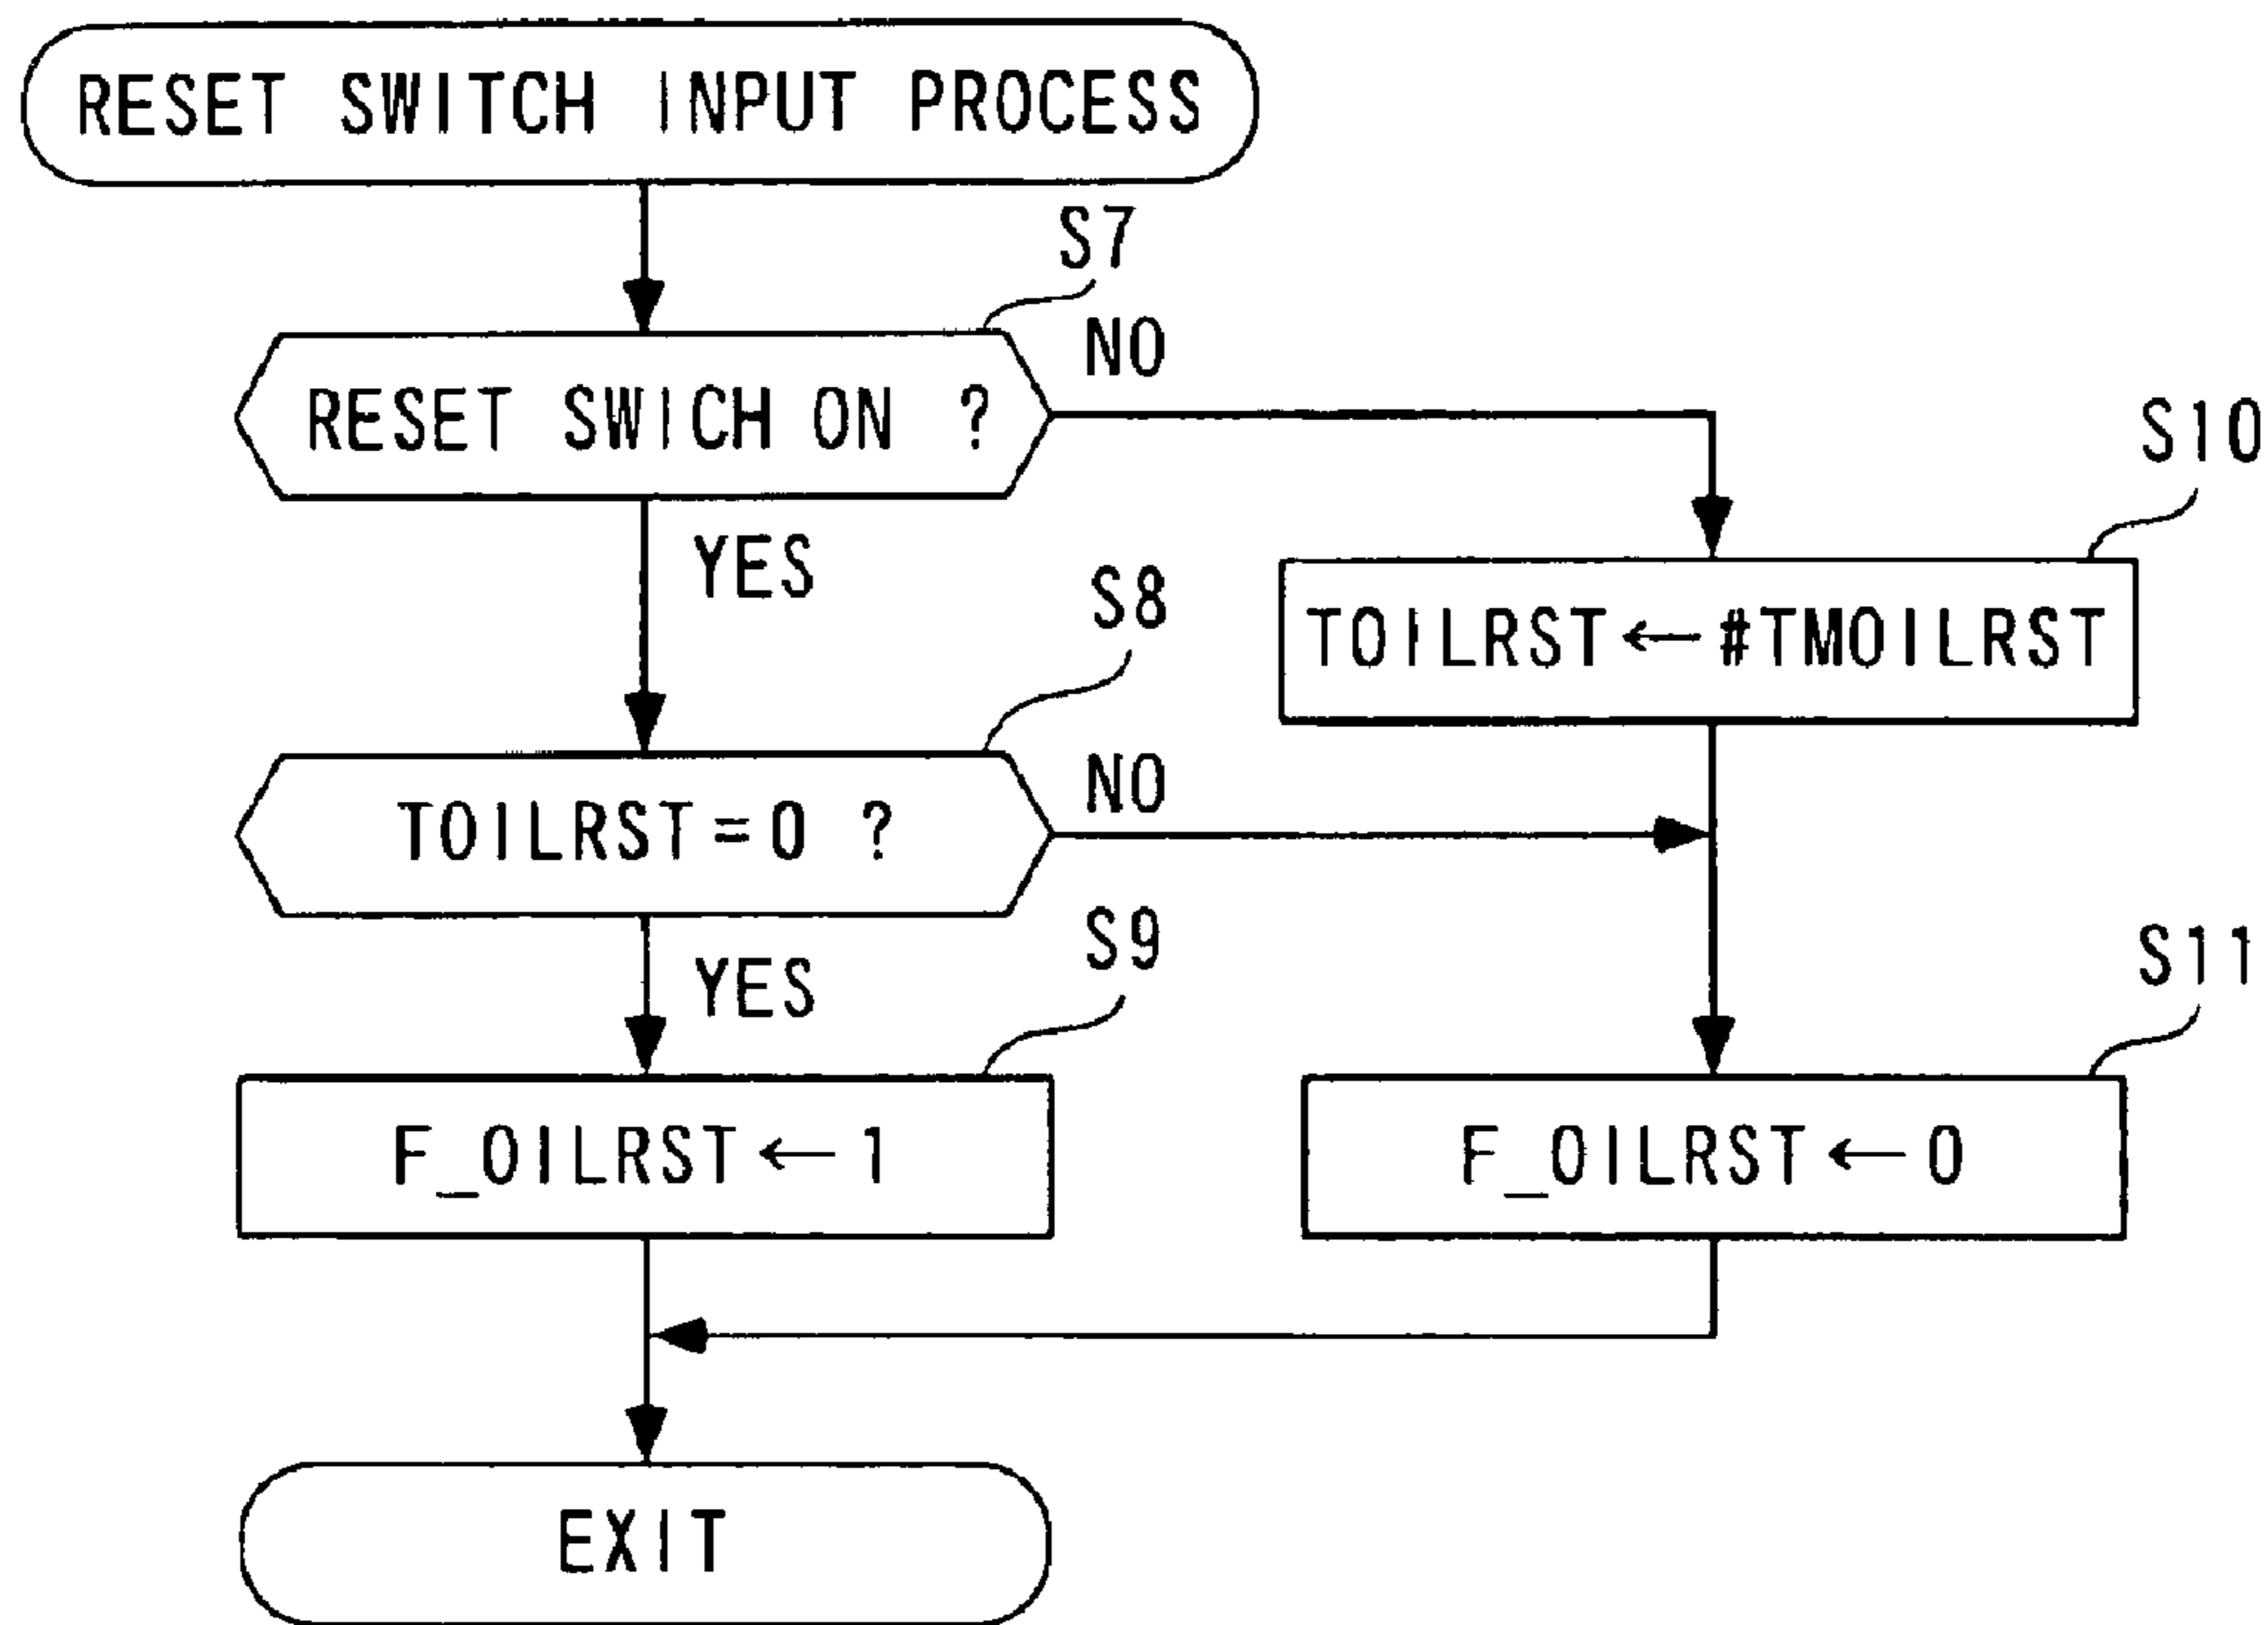 RESET SWITCH INPUT PROCESS
S7
RESET SWICH ON ?
NO
YES
S10
TOILRST←#TMOILRST
S8
TOILRST=0 ?
NO
YES
S9
F_OILRST←1
S11
F_OILRST←0
EXIT